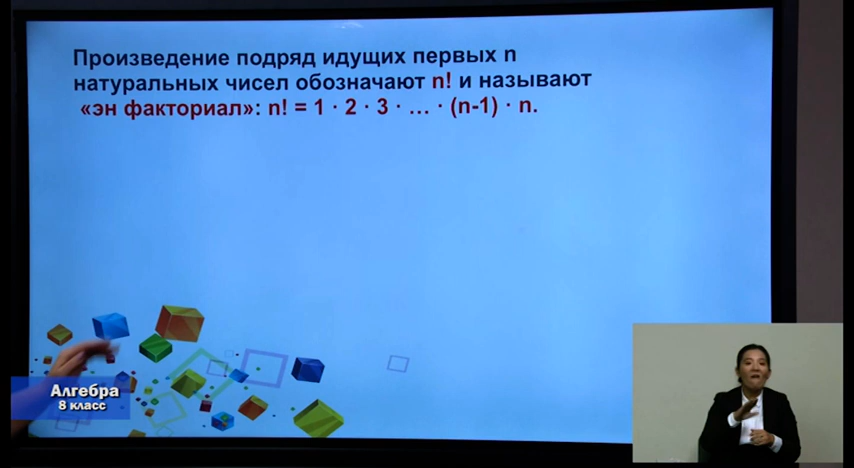 Произведение подряд идущих первых n
натуральных чисел обозначают n! и называют
«эн факториал»: n! = 1 · 2 · 3 · … · (n-1) · n.
Алгебра
8 класс